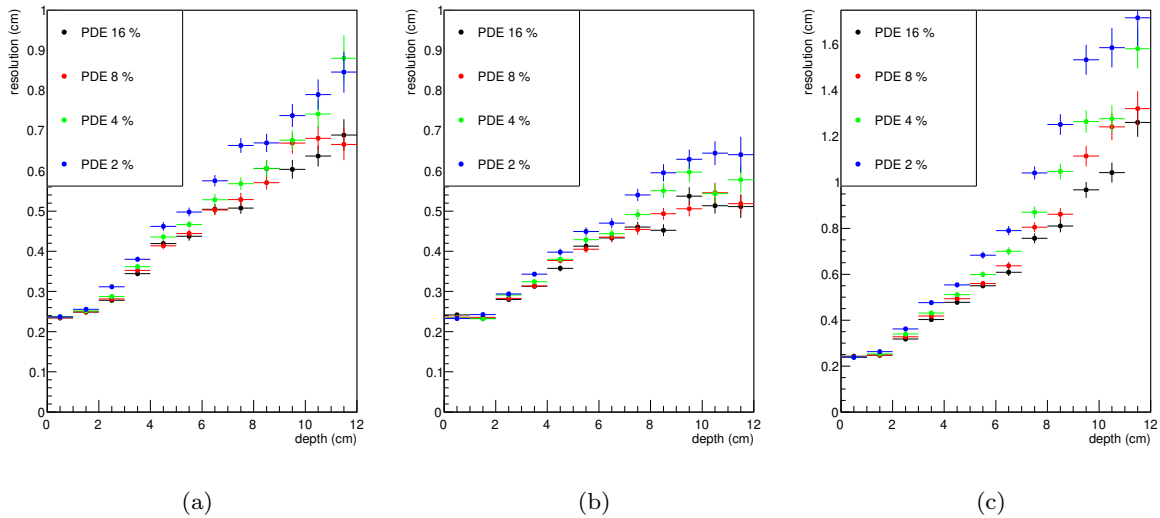 resolution (cm)
1
0.9
0.8
0.7
0.6
0.5
0.4
0.3
0.2
0.1
0
PDE 16 %
PDE 8 %
PDE 4 %
PDE 2 %
0 2 4 6 8 10 12
depth (cm)
(a)
resolution (cm)
1
0.9
0.8
0.7
0.6
0.5
0.4
0.3
0.2
0.1
0
PDE 16 %
PDE 8 %
PDE 4 %
PDE 2 %
0 2 4 6 8 10 12
depth (cm)
(b)
resolution (cm)
1.6
1.4
1.2
1
0.8
0.6
0.4
0.2
0
PDE 16 %
PDE 8 %
PDE 4 %
PDE 2 %
0 2 4 6 8 10 12
depth (cm)
(c)